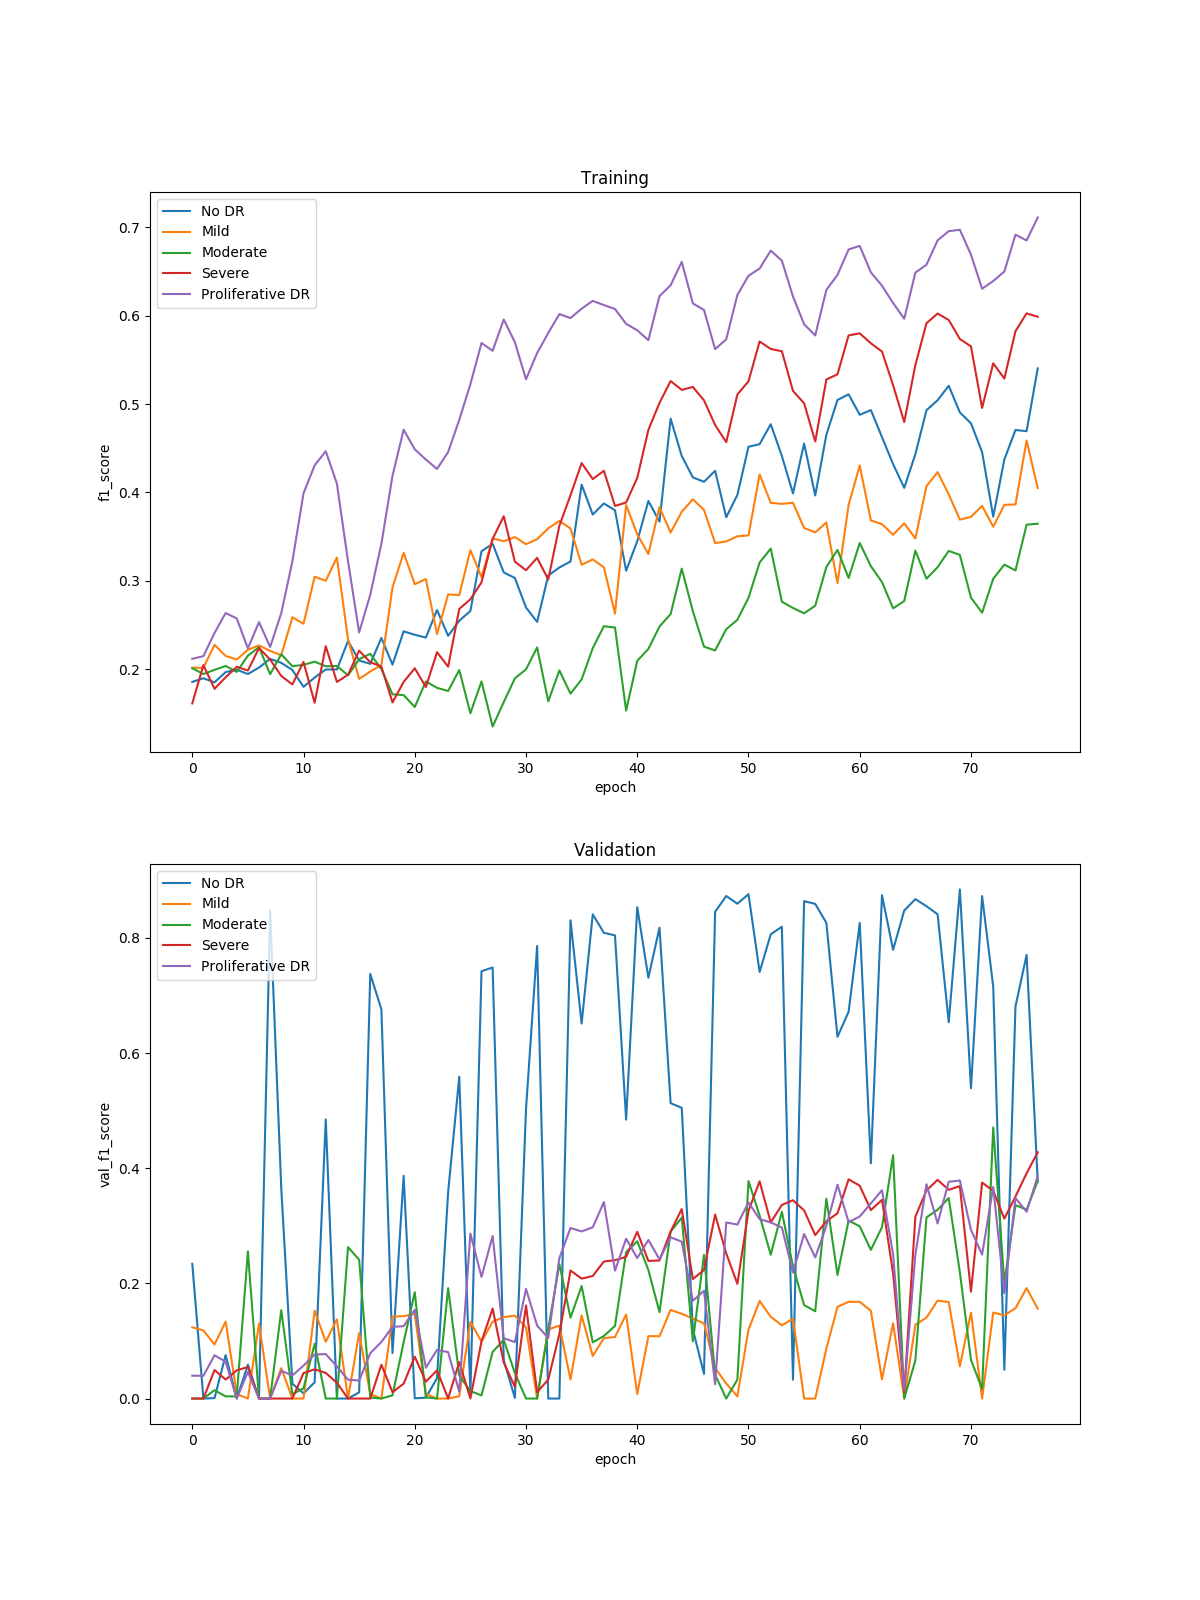 Training
No DR
Mild
Moderate
Severe
Proliferative DR
0.7
0.6
0.5
0.4
0.3
0.2
f1_score
0 10 20 30 40 50 60 70
epoch
Validation
No DR
Mild
Moderate
Severe
Proliferative DR
0.8
0.6
0.4
0.2
0.0
val_f1_score
0 10 20 30 40 50 60 70
epoch